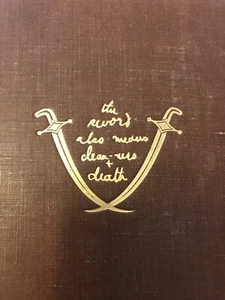 the
sword
also means
clean-ness
+
death